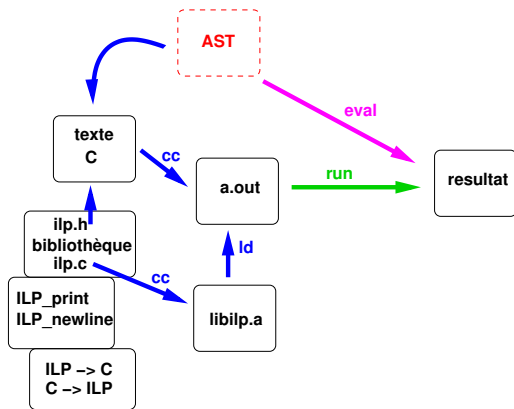 AST
eval
texte
C
cc
a.out
run
resultat
ilp.h
bibliothèque
ilp.c
ld
cc
ILP_print
ILP_newline
libilp.a
ILP -> C
C -> ILP